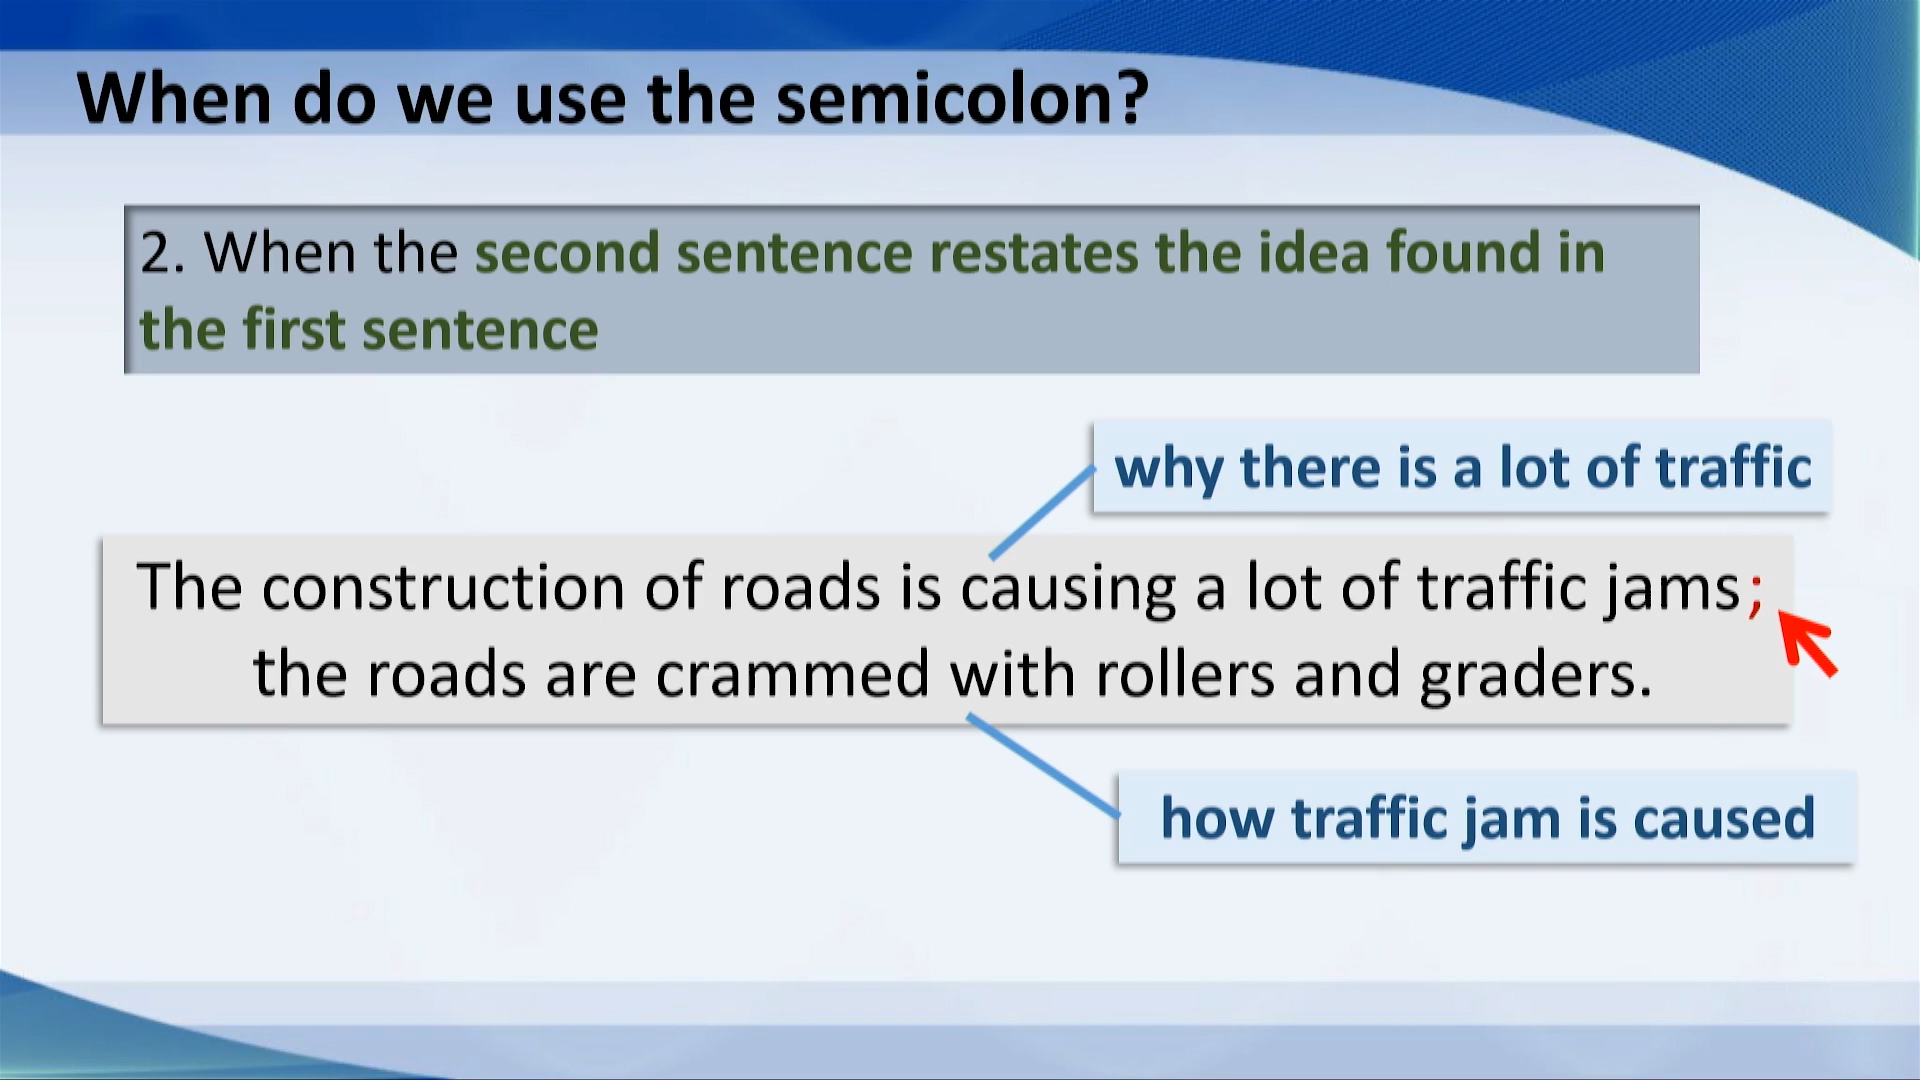 When do we use the semicolon?
2. When the second sentence restates the idea found in
the first sentence
why there is a lot of traffic
The construction of roads is causing a lot of traffic jams;
the roads are crammed with rollers and graders.
how traffic jam is caused